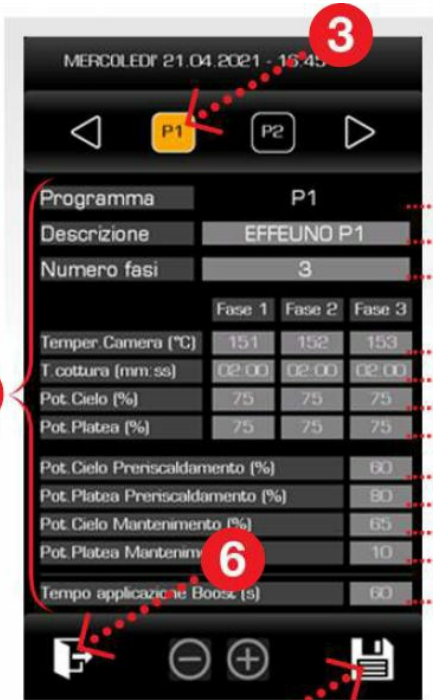 3
MERCOLEDI' 21.04.2021 - 16:45
P1 P2
Programma P1
Descrizione EFFEUNO P1
Numero fasi 3
Fase 1 Fase 2 Fase 3
Temper.Camera (°C) 151 152 153
T.cottura (mm:ss) 02:00 02:00 02:00
Pot.Cielo (%) 75 75 75
Pot.Platea (%) 75 75 75
Pot.Cielo Preriscaldamento (%) 60
Pot.Platea Preriscaldamento (%) 80
Pot.Cielo Mantenimento (%) 65
Pot.Platea 10
6
Tempo applicazione Boost (s) 60